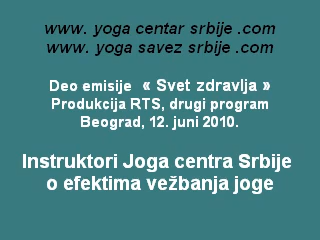 www. yoga centar srbije .com
www. yoga savez srbije .com
Deo emisije « Svet zdravlja »
Produkcija RTS, drugi program
Beograd, 12. juni 2010.
Instruktori Joga centra Srbije
o efektima vežbanja joge